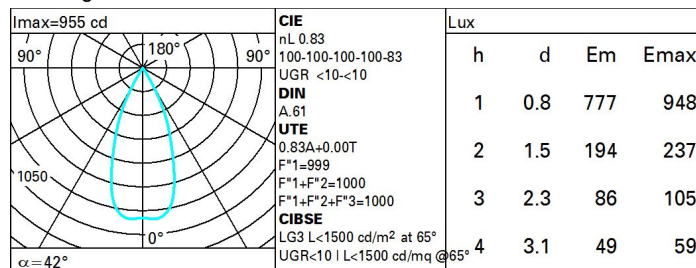 Imax=955 cd
90°
180°
90°
1050
0°
α=42°
CIE
nL 0.83
100-100-100-100-83
UGR <10-<10
DIN
A.61
UTE
0.83A+0.00T
F"1=999
F"1+F"2=1000
F"1+F"2+F"3=1000
CIBSE
LG3 L<1500 cd/m² at 65°
UGR<10 | L<1500 cd/mq @65°
Lux
h d Em Emax
1 0.8 777 948
2 1.5 194 237
3 2.3 86 105
4 3.1 49 59